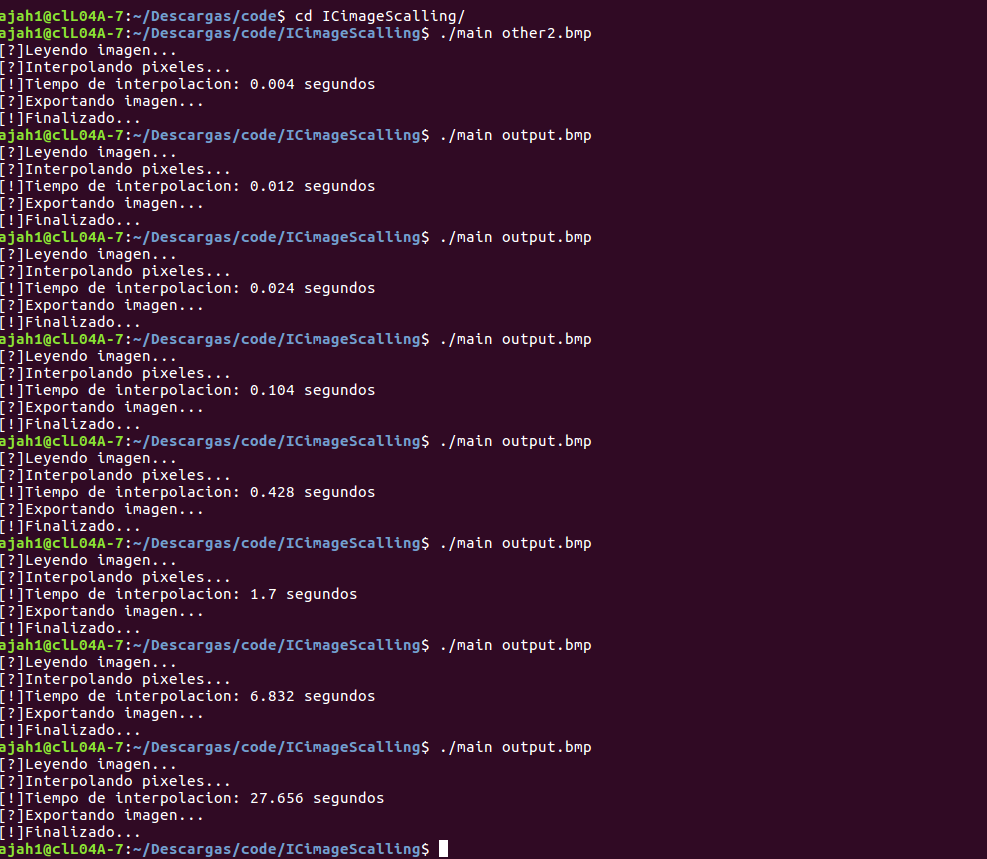 ajah1@clL04A-7:~/Descargas/code$ cd ICimageScalling/
ajah1@clL04A-7:~/Descargas/code/ICimageScalling$ ./main other2.bmp
[?]Leyendo imagen...
[?]Interpolando pixeles...
[!]Tiempo de interpolacion: 0.004 segundos
[?]Exportando imagen...
[!]Finalizado...
ajah1@clL04A-7:~/Descargas/code/ICimageScalling$ ./main output.bmp
[?]Leyendo imagen...
[?]Interpolando pixeles...
[!]Tiempo de interpolacion: 0.012 segundos
[?]Exportando imagen...
[!]Finalizado...
ajah1@clL04A-7:~/Descargas/code/ICimageScalling$ ./main output.bmp
[?]Leyendo imagen...
[?]Interpolando pixeles...
[!]Tiempo de interpolacion: 0.024 segundos
[?]Exportando imagen...
[!]Finalizado...
ajah1@clL04A-7:~/Descargas/code/ICimageScalling$ ./main output.bmp
[?]Leyendo imagen...
[?]Interpolando pixeles...
[!]Tiempo de interpolacion: 0.104 segundos
[?]Exportando imagen...
[!]Finalizado...
ajah1@clL04A-7:~/Descargas/code/ICimageScalling$ ./main output.bmp
[?]Leyendo imagen...
[?]Interpolando pixeles...
[!]Tiempo de interpolacion: 0.428 segundos
[?]Exportando imagen...
[!]Finalizado...
ajah1@clL04A-7:~/Descargas/code/ICimageScalling$ ./main output.bmp
[?]Leyendo imagen...
[?]Interpolando pixeles...
[!]Tiempo de interpolacion: 1.7 segundos
[?]Exportando imagen...
[!]Finalizado...
ajah1@clL04A-7:~/Descargas/code/ICimageScalling$ ./main output.bmp
[?]Leyendo imagen...
[?]Interpolando pixeles...
[!]Tiempo de interpolacion: 6.832 segundos
[?]Exportando imagen...
[!]Finalizado...
ajah1@clL04A-7:~/Descargas/code/ICimageScalling$ ./main output.bmp
[?]Leyendo imagen...
[?]Interpolando pixeles...
[!]Tiempo de interpolacion: 27.656 segundos
[?]Exportando imagen...
[!]Finalizado...
ajah1@clL04A-7:~/Descargas/code/ICimageScalling$